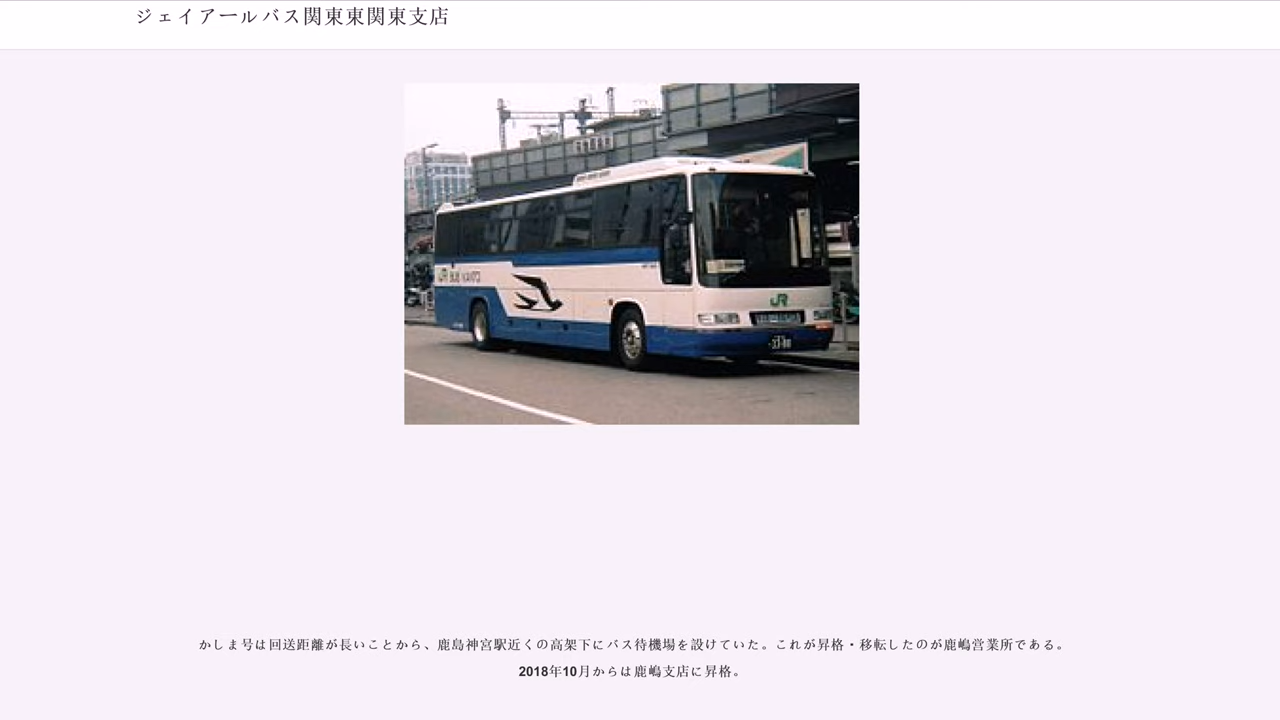 ジェイアールバス関東東関東支店
JR BUS KANTO
JR
かしま号は回送距離が長いことから、鹿島神宮駅近くの高架下にバス待機場を設けていた。これが昇格・移転したのが鹿嶋営業所である。
2018年10月からは鹿嶋支店に昇格。